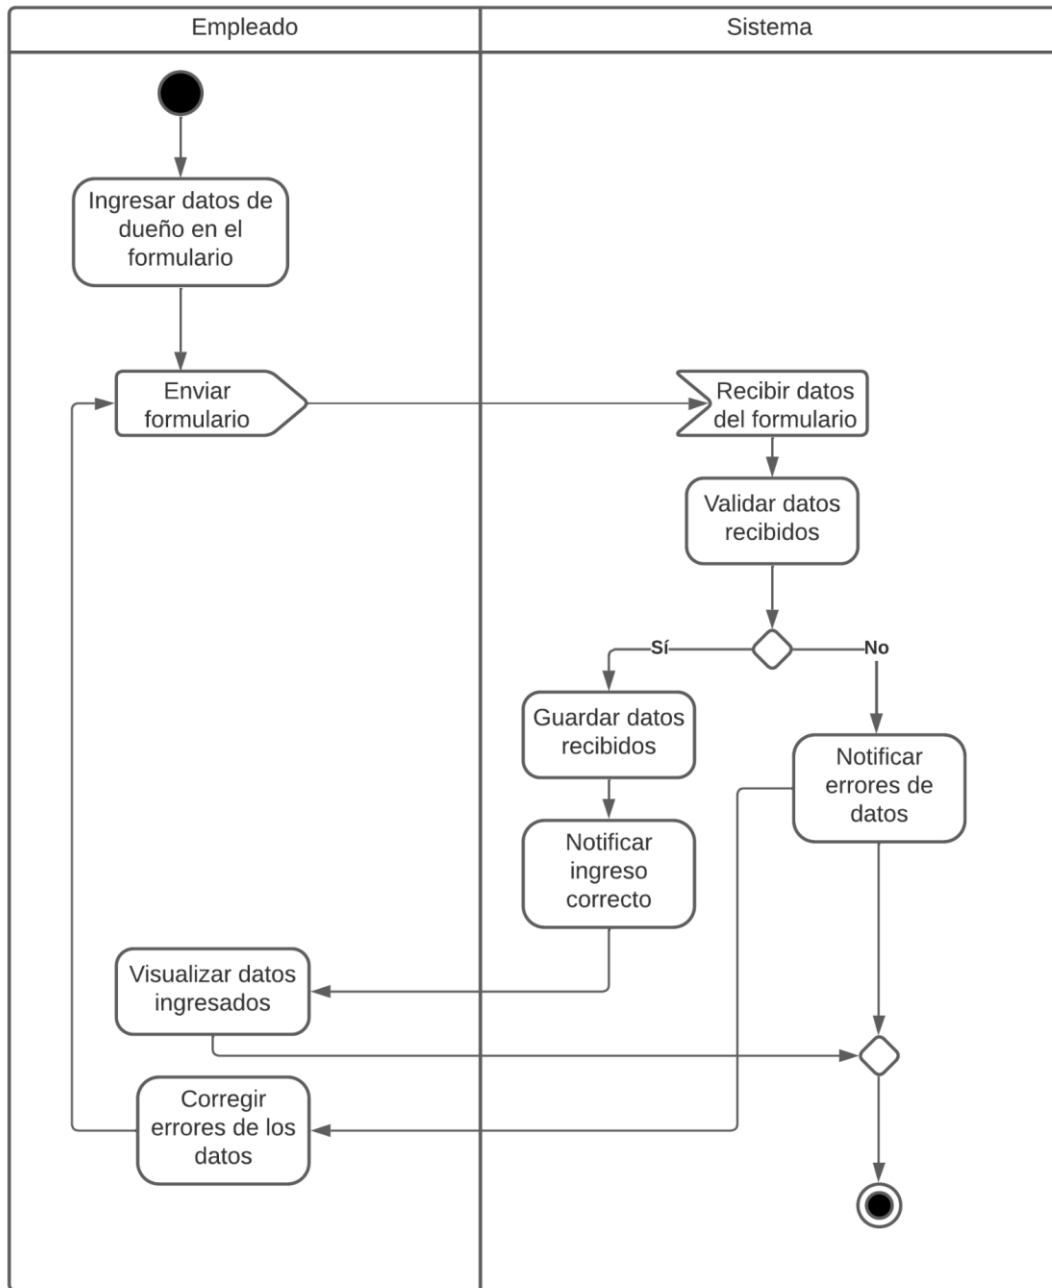 Empleado
Sistema
Ingresar datos de
dueño en el
formulario
Enviar
formulario
Recibir datos
del formulario
Validar datos
recibidos
Sí
No
Guardar datos
recibidos
Notificar
errores de
datos
Notificar
ingreso
correcto
Visualizar datos
ingresados
Corregir
errores de los
datos